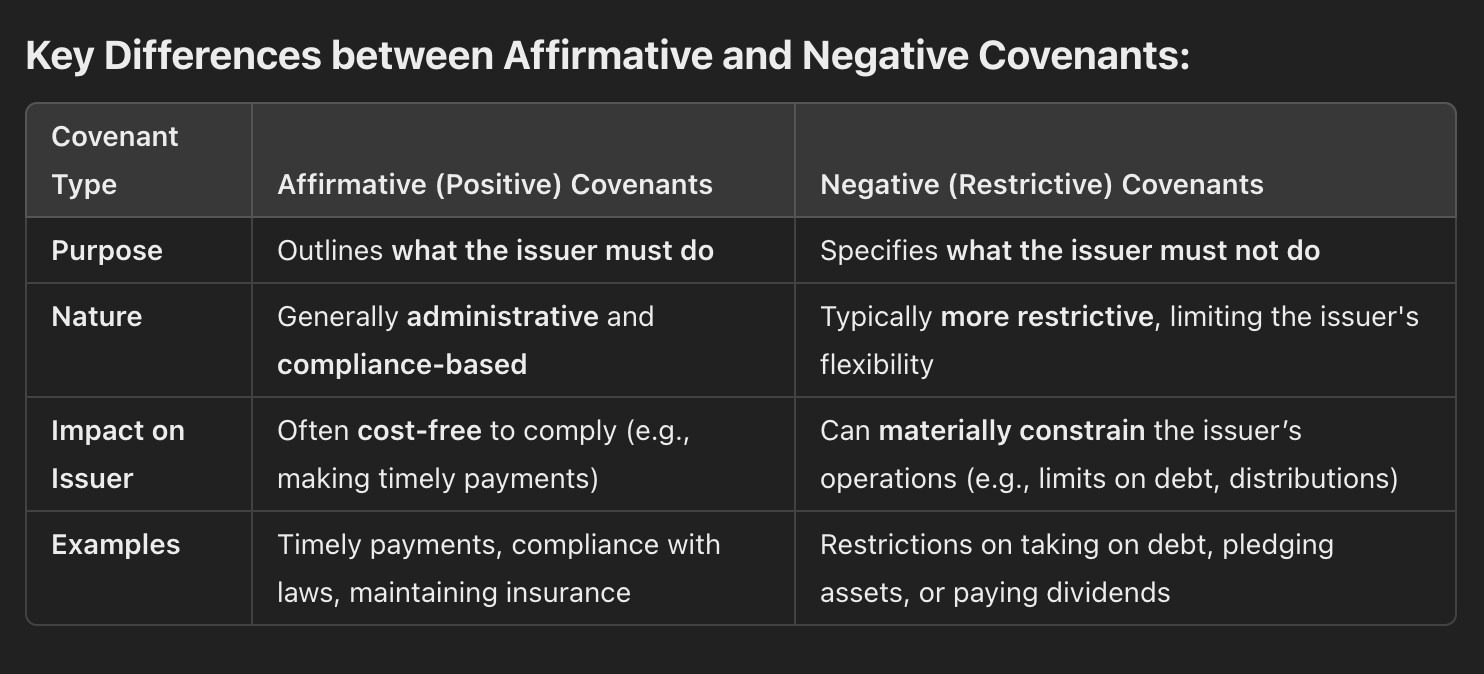 Key Differences between Affirmative and Negative Covenants:
Covenant
Type
Affirmative (Positive) Covenants
Negative (Restrictive) Covenants
Purpose
Outlines what the issuer must do
Specifies what the issuer must not do
Nature
Generally administrative and
compliance-based
Typically more restrictive, limiting the issuer's
flexibility
Impact on
Issuer
Often cost-free to comply (e.g.,
making timely payments)
Can materially constrain the issuer’s
operations (e.g., limits on debt, distributions)
Examples
Timely payments, compliance with
laws, maintaining insurance
Restrictions on taking on debt, pledging
assets, or paying dividends